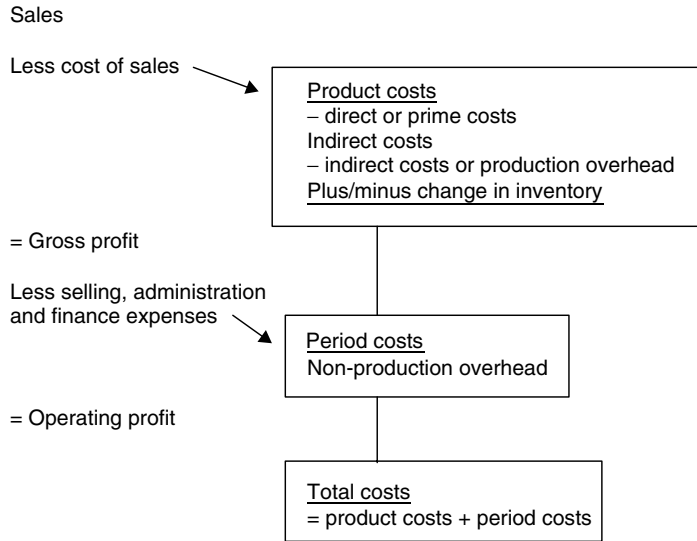 Sales
Less cost of sales
Product costs
– direct or prime costs
Indirect costs
– indirect costs or production overhead
Plus/minus change in inventory
= Gross profit
Less selling, administration
and finance expenses
Period costs
Non-production overhead
= Operating profit
Total costs
= product costs + period costs